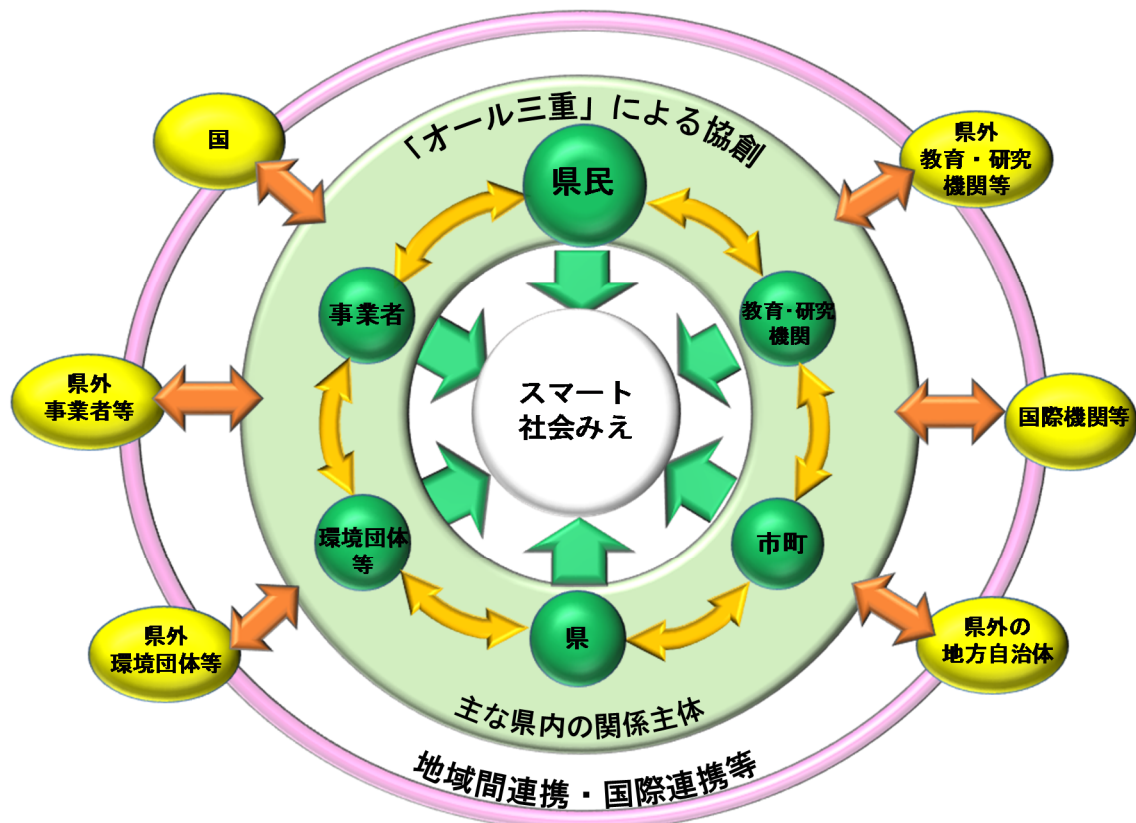 「オール三重」による協創
国
県外
教育・研究
機関等
県民
事業者
教育・研究
機関
県外
事業者等
スマート
社会みえ
国際機関等
環境団体
等
市町
県
県外
環境団体等
県外の
地方自治体
主な県内の関係主体
地域間連携・国際連携等